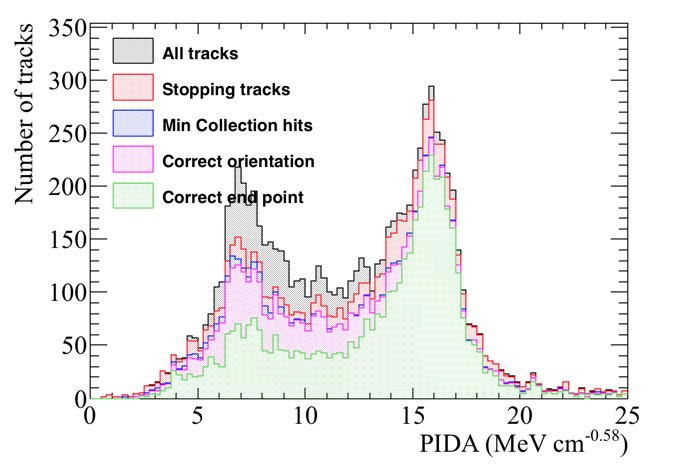 350
300
250
200
150
100
50
0
Number of tracks
All tracks
Stopping tracks
Min Collection hits
Correct orientation
Correct end point
0 5 10 15 20 25
PIDA (MeV cm^-0.58)